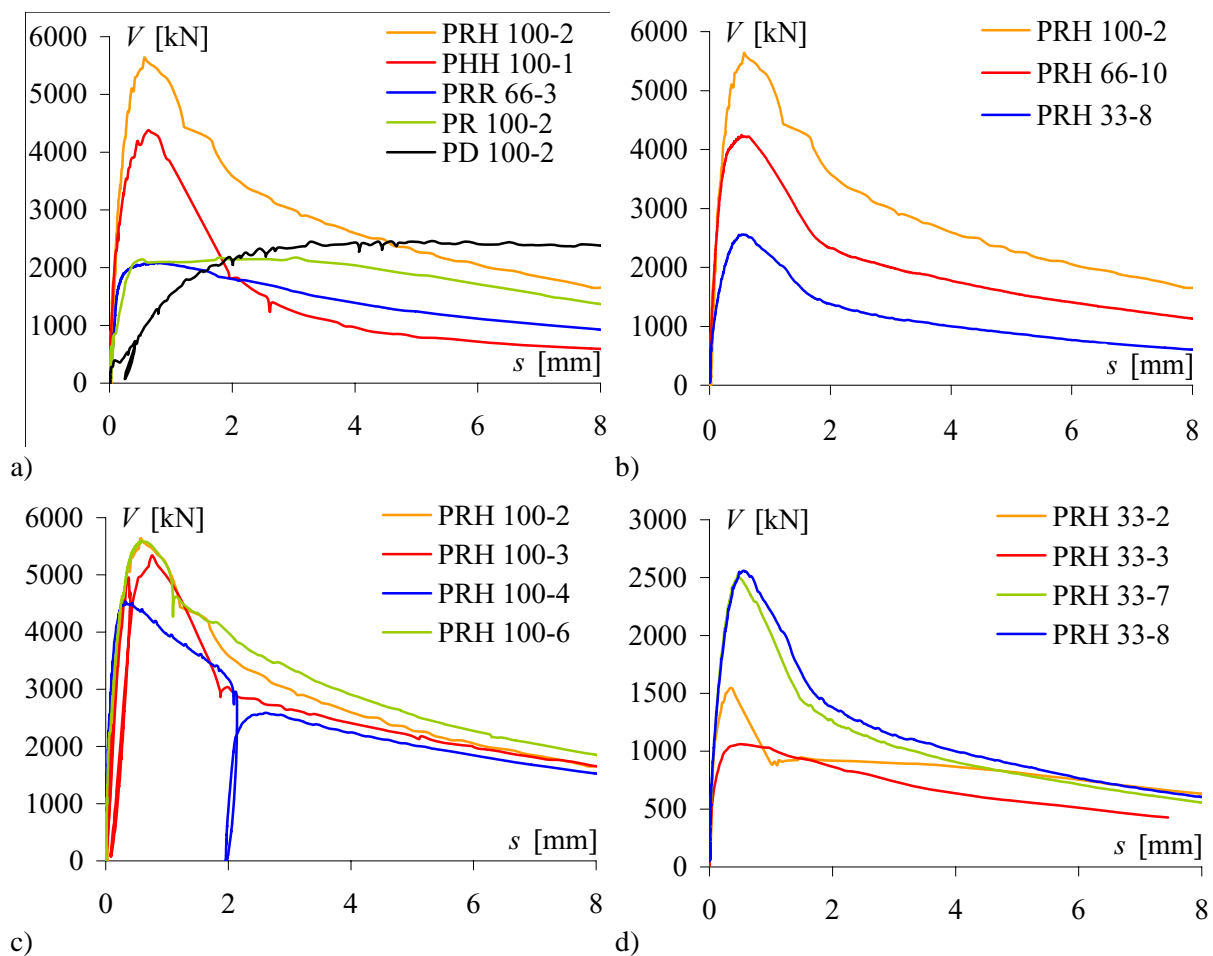 V [kN]
6000
5000
4000
3000
2000
1000
0
PRH 100-2
PHH 100-1
PRR 66-3
PR 100-2
PD 100-2
s [mm]
0 2 4 6 8
a)
V [kN]
6000
5000
4000
3000
2000
1000
0
PRH 100-2
PRH 66-10
PRH 33-8
s [mm]
0 2 4 6 8
b)
V [kN]
6000
5000
4000
3000
2000
1000
0
PRH 100-2
PRH 100-3
PRH 100-4
PRH 100-6
s [mm]
0 2 4 6 8
c)
V [kN]
3000
2500
2000
1500
1000
500
0
PRH 33-2
PRH 33-3
PRH 33-7
PRH 33-8
s [mm]
0 2 4 6 8
d)